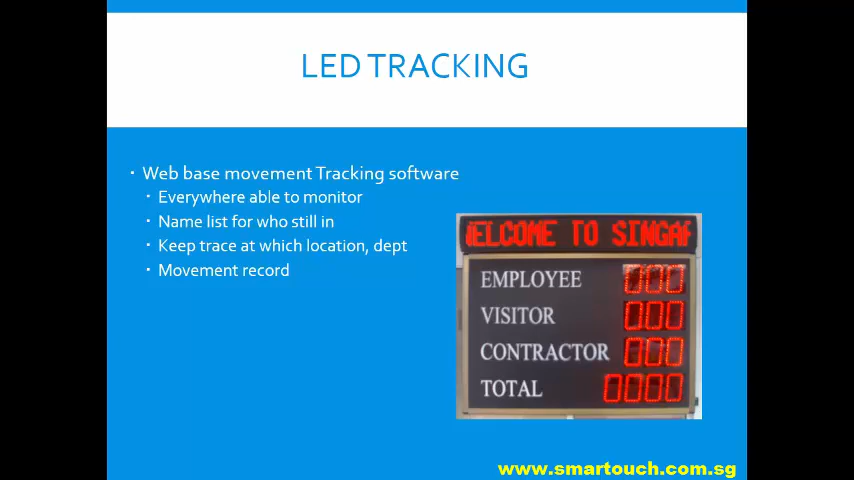 LED TRACKING
Web base movement Tracking software
Everywhere able to monitor
Name list for who still in
Keep trace at which location, dept
Movement record
WELCOME TO SINGAP
EMPLOYEE 000
VISITOR 000
CONTRACTOR 000
TOTAL 0000
www.smartouch.com.sg